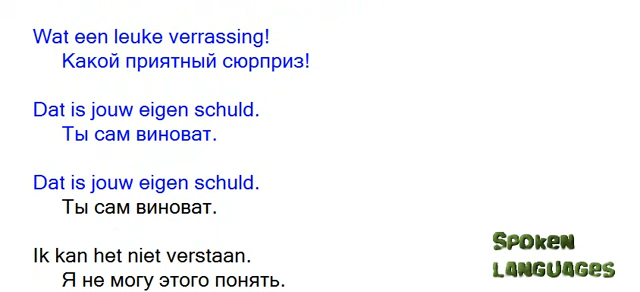 Wat een leuke verrassing!
Какой приятный сюрприз!
Dat is jouw eigen schuld.
Ты сам виноват.
Dat is jouw eigen schuld.
Ты сам виноват.
Ik kan het niet verstaan.
Я не могу этого понять.
Spoken
Languages